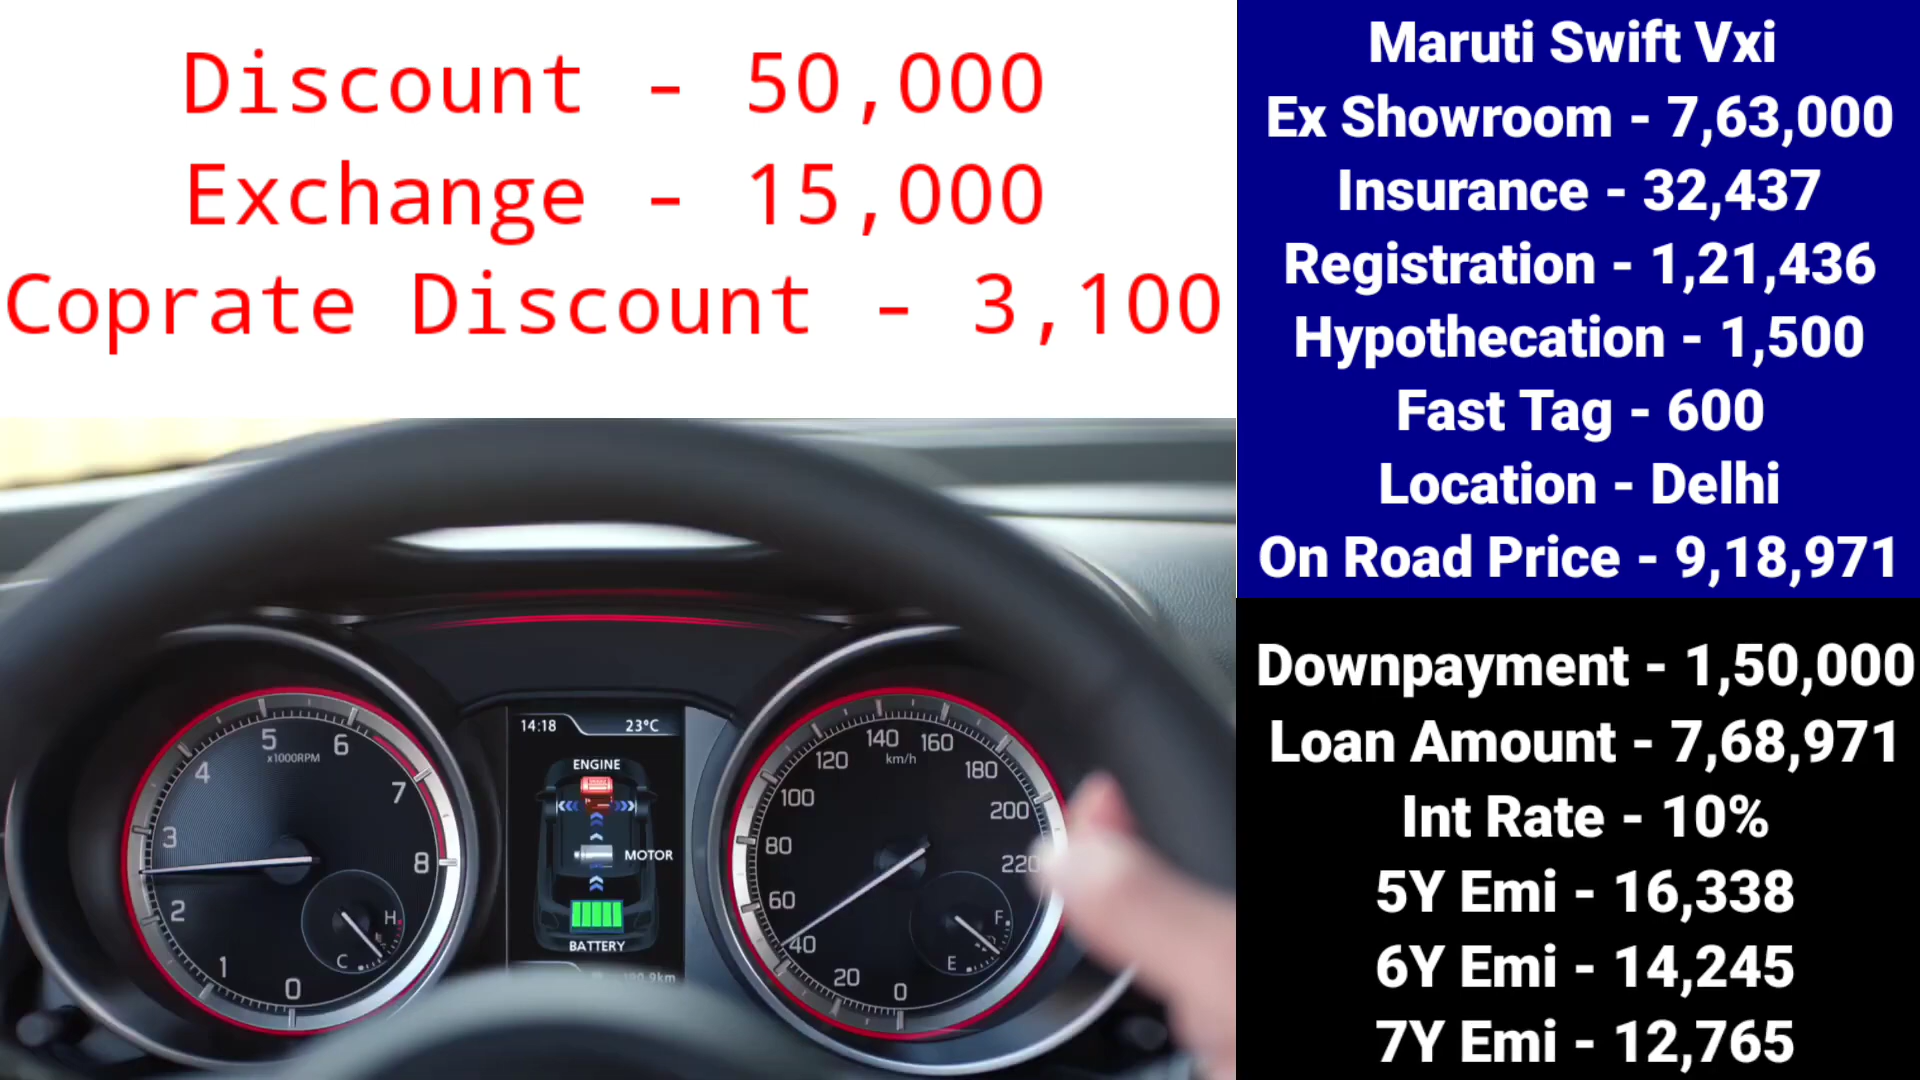 Discount - 50,000
Exchange - 15,000
Coprate Discount - 3,100
Maruti Swift Vxi
Ex Showroom - 7,63,000
Insurance - 32,437
Registration - 1,21,436
Hypothecation - 1,500
Fast Tag - 600
Location - Delhi
On Road Price - 9,18,971
Downpayment - 1,50,000
Loan Amount - 7,68,971
Int Rate - 10%
5Y Emi - 16,338
6Y Emi - 14,245
7Y Emi - 12,765
14:18 23°C
ENGINE
MOTOR
BATTERY
x1000RPM
0
1
2
3
4
5
6
7
8
H
C
km/h
0
20
40
60
80
100
120
140
160
180
200
220
F
E